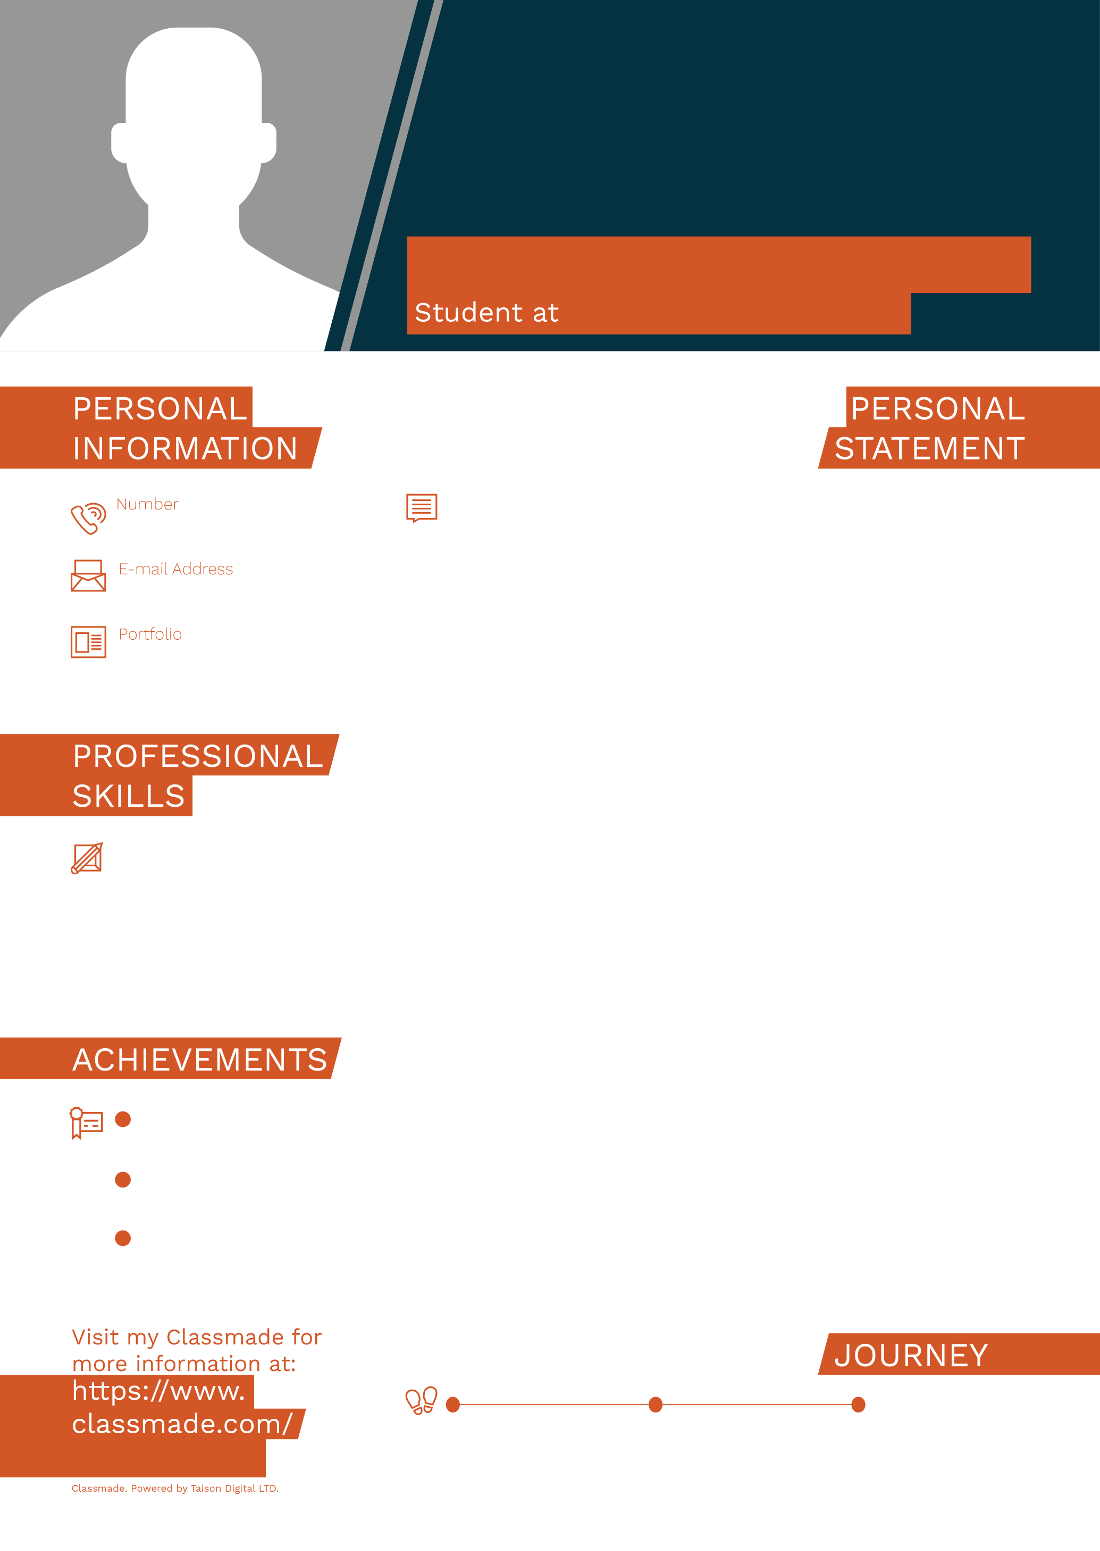 Student at
PERSONAL
INFORMATION
Number
E-mail Address
Portfolio
PERSONAL
STATEMENT
PROFESSIONAL
SKILLS
ACHIEVEMENTS
Visit my Classmade for
more information at:
https://www.
classmade.com/
Classmade. Powered by Taison Digital LTD.
JOURNEY